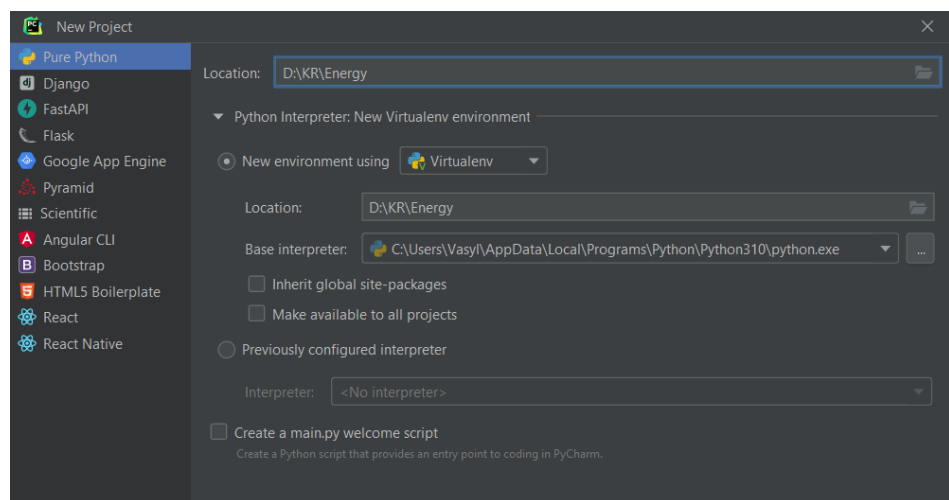 New Project
Pure Python
Django
FastAPI
Flask
Google App Engine
Pyramid
Scientific
Angular CLI
Bootstrap
HTML5 Boilerplate
React
React Native
Location: D:\KR\Energy
Python Interpreter: New Virtualenv environment
New environment using Virtualenv
Location: D:\KR\Energy
Base interpreter: C:\Users\Vasyl\AppData\Local\Programs\Python\Python310\python.exe ...
Inherit global site-packages
Make available to all projects
Previously configured interpreter
Interpreter: <No interpreter>
Create a main.py welcome script
Create a Python script that provides an entry point to coding in PyCharm.